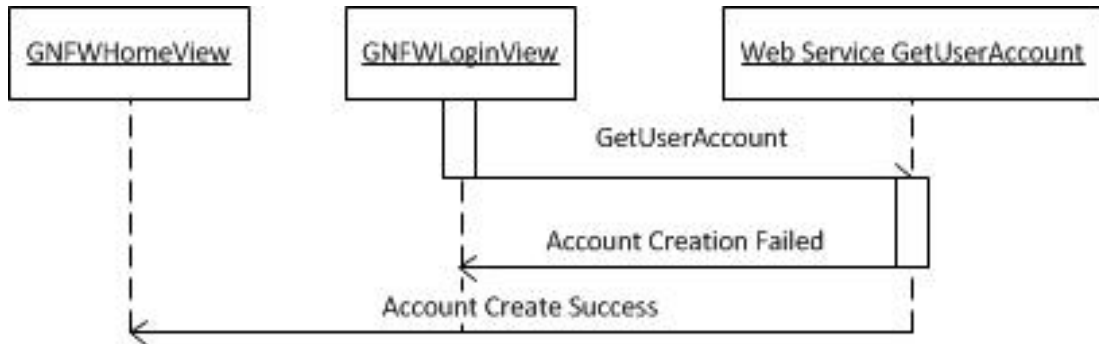 GNFWHomeView
GNFWLoginView
Web Service GetUserAccount
GetUserAccount
Account Creation Failed
Account Create Success